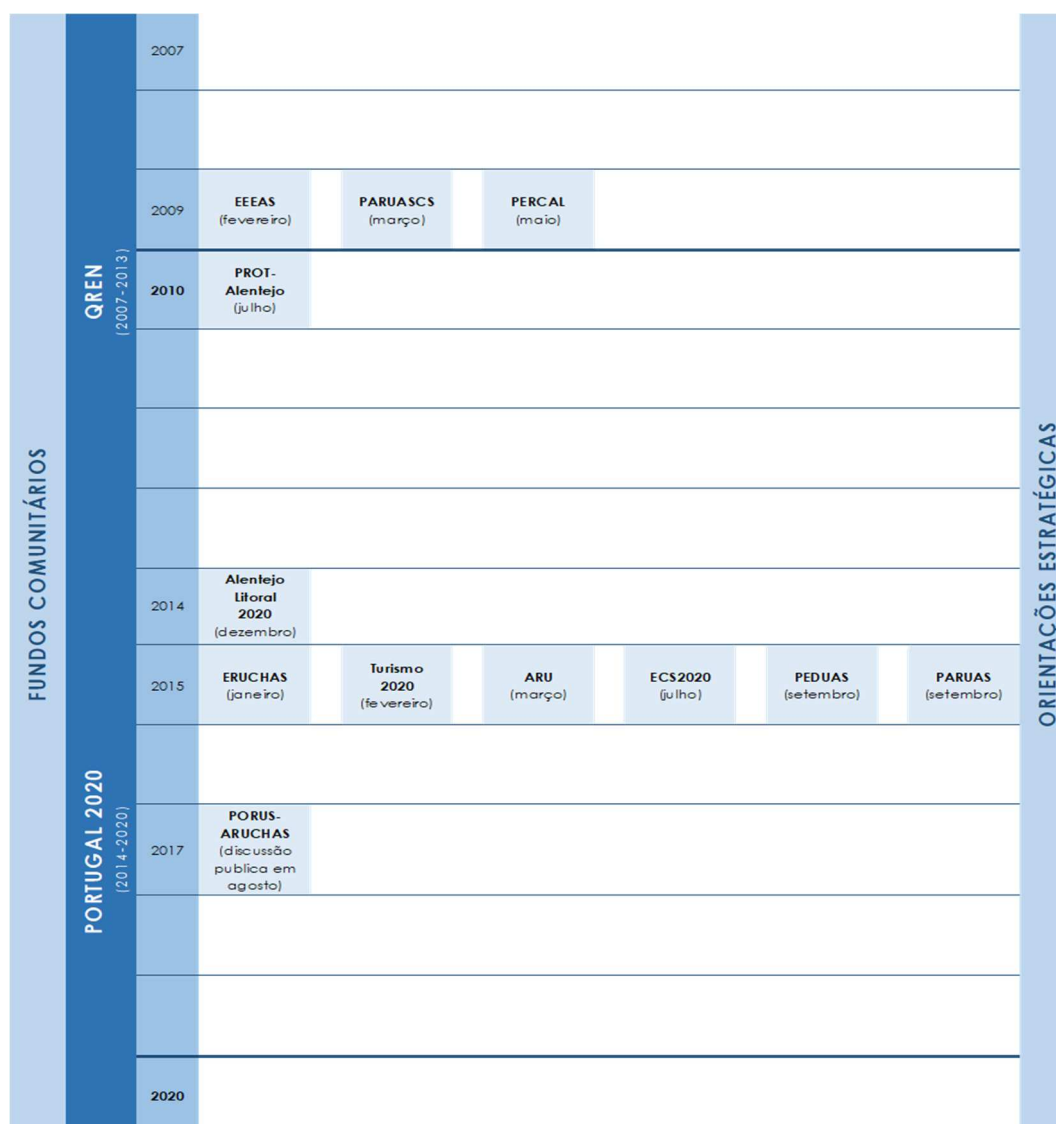 FUNDOS COMUNITÁRIOS
QREN
(2007-2013)
PORTUGAL 2020
(2014-2020)
2007
2009
EEEAS
(fevereiro)
PARUASCS
(março)
PERCAL
(maio)
2010
PROT-
Alentejo
(julho)
2014
Alentejo
Litoral
2020
(dezembro)
2015
ERUCHAS
(janeiro)
Turismo
2020
(fevereiro)
ARU
(março)
ECS2020
(julho)
PEDUAS
(setembro)
PARUAS
(setembro)
2017
PORUS-
ARUCHAS
(discussão
publica em
agosto)
2020
ORIENTAÇÕES ESTRATÉGICAS